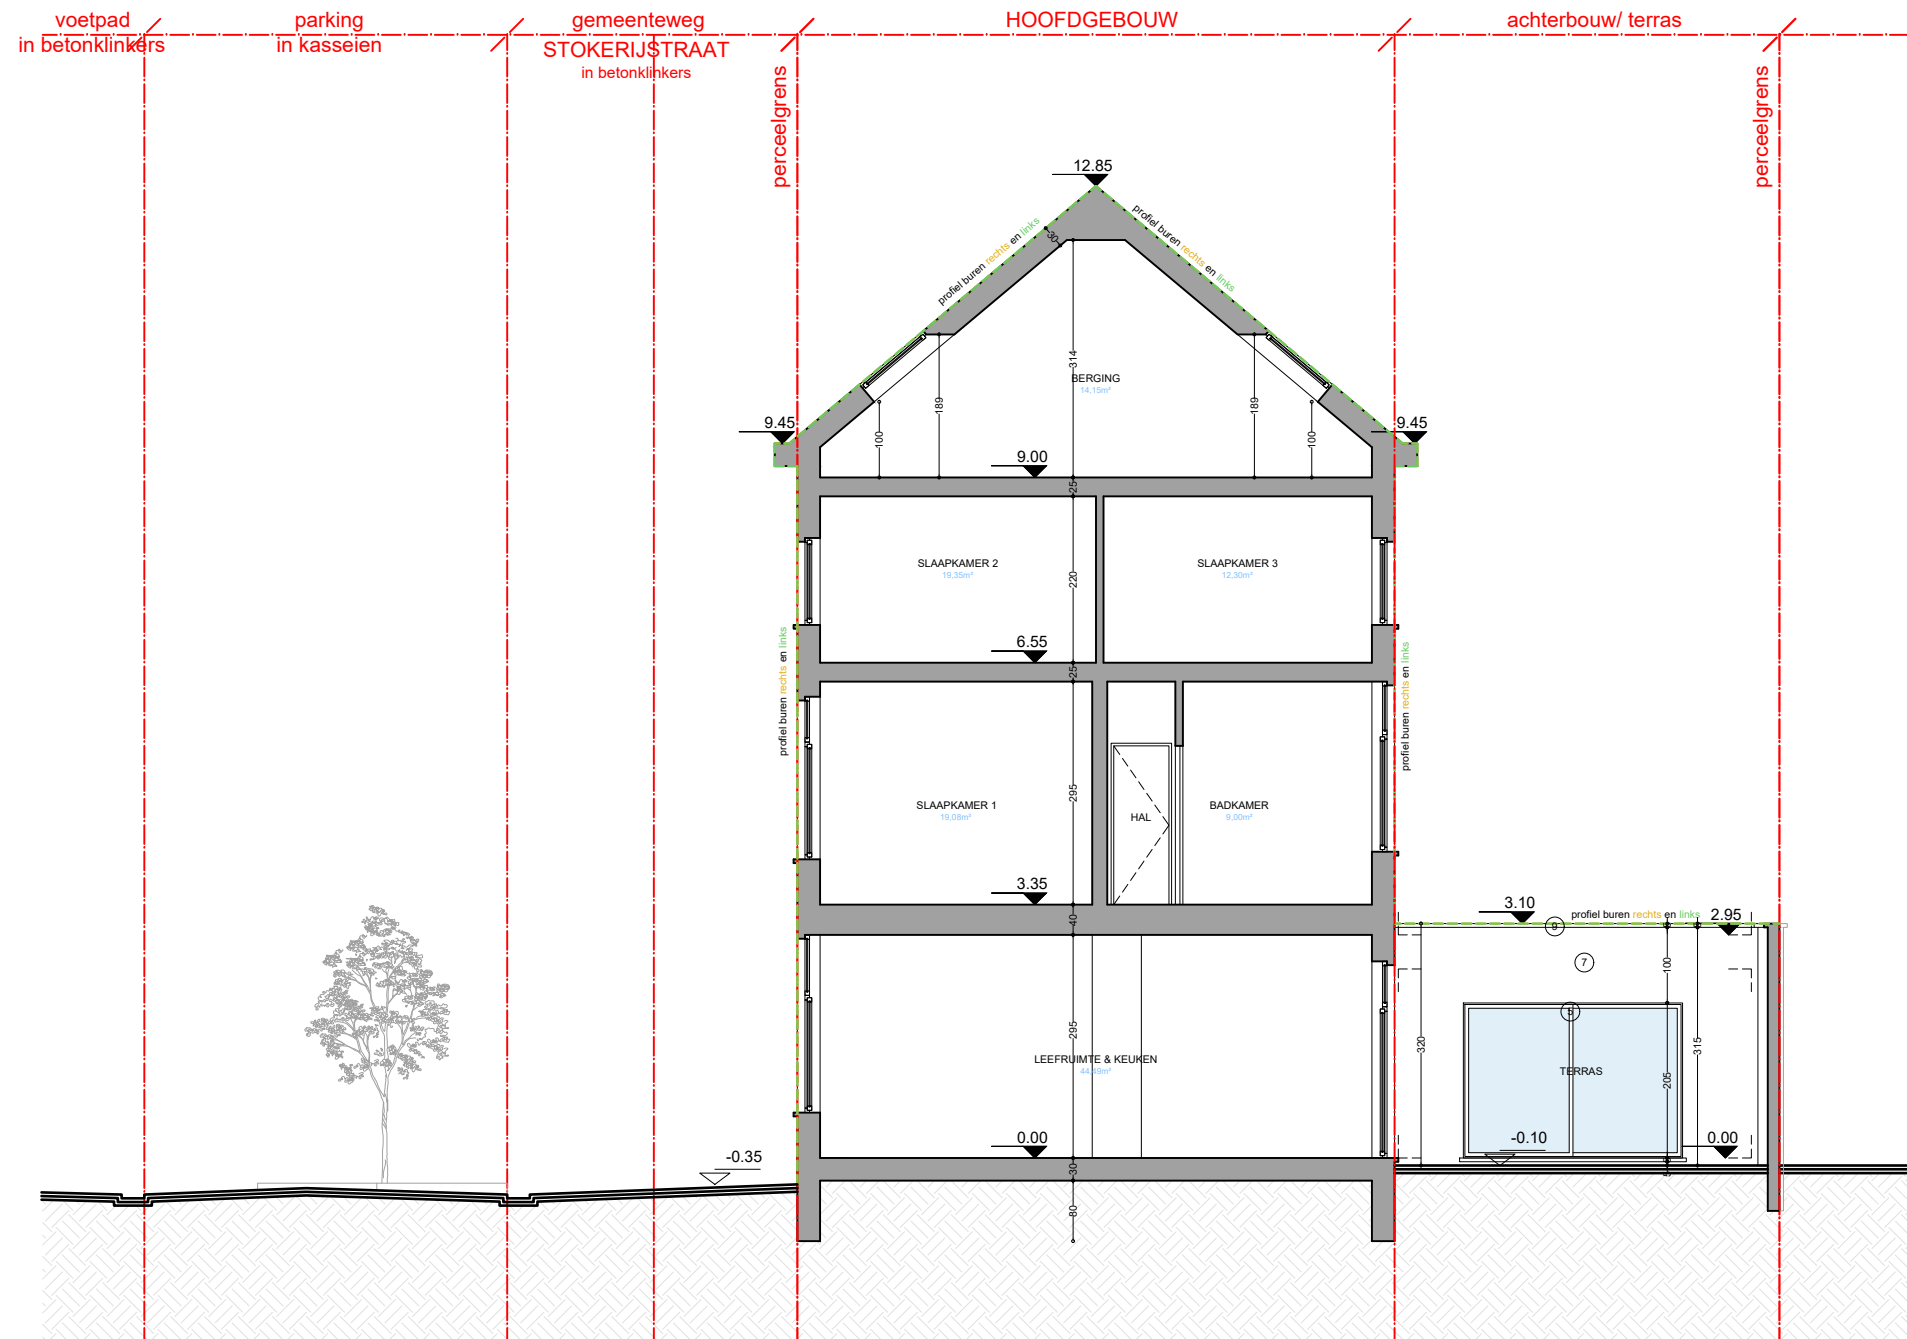 voetpad
in betonklinkers
parking
in kasseien
gemeenteweg
STOKERIJSTRAAT
in betonklinkers
HOOFDGEBOUW
achterbouw/ terras
perceelgrens
perceelgrens
12.85
profiel buren rechts en links
profiel buren rechts en links
30
314
BERGING
14,15m²
189
189
100
100
9.45
9.45
9.00
25
SLAAPKAMER 2
19,35m²
SLAAPKAMER 3
12,30m²
220
6.55
25
profiel buren rechts en links
profiel buren rechts en links
SLAAPKAMER 1
19,08m²
295
HAL
BADKAMER
9,00m²
3.35
40
3.10
profiel buren rechts en links
2.95
9
7
100
5
295
320
315
LEEFRUIMTE & KEUKEN
44,49m²
TERRAS
205
0.00
-0.10
0.00
-0.35
30
5
80